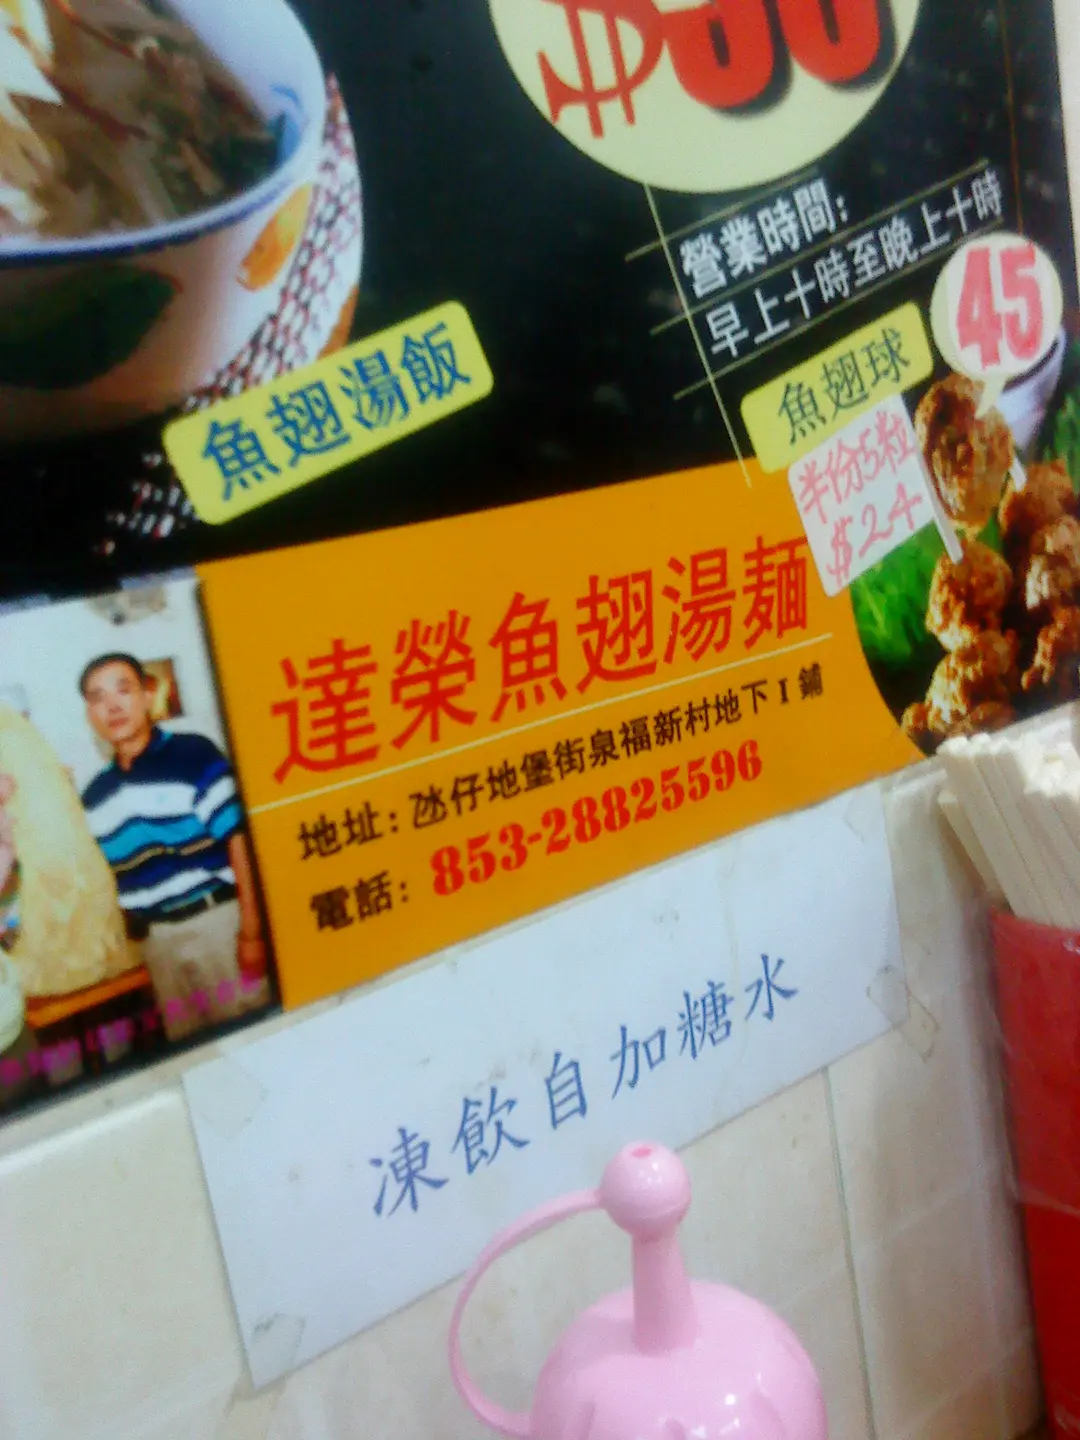 營業時間:
早上十時至晚上十時
45
魚翅湯飯
魚翅球
半份5粒
$24
達榮魚翅湯麵
地址：氹仔地堡街泉福新村地下 I 鋪
電話：853-28825596
凍飲自加糖水